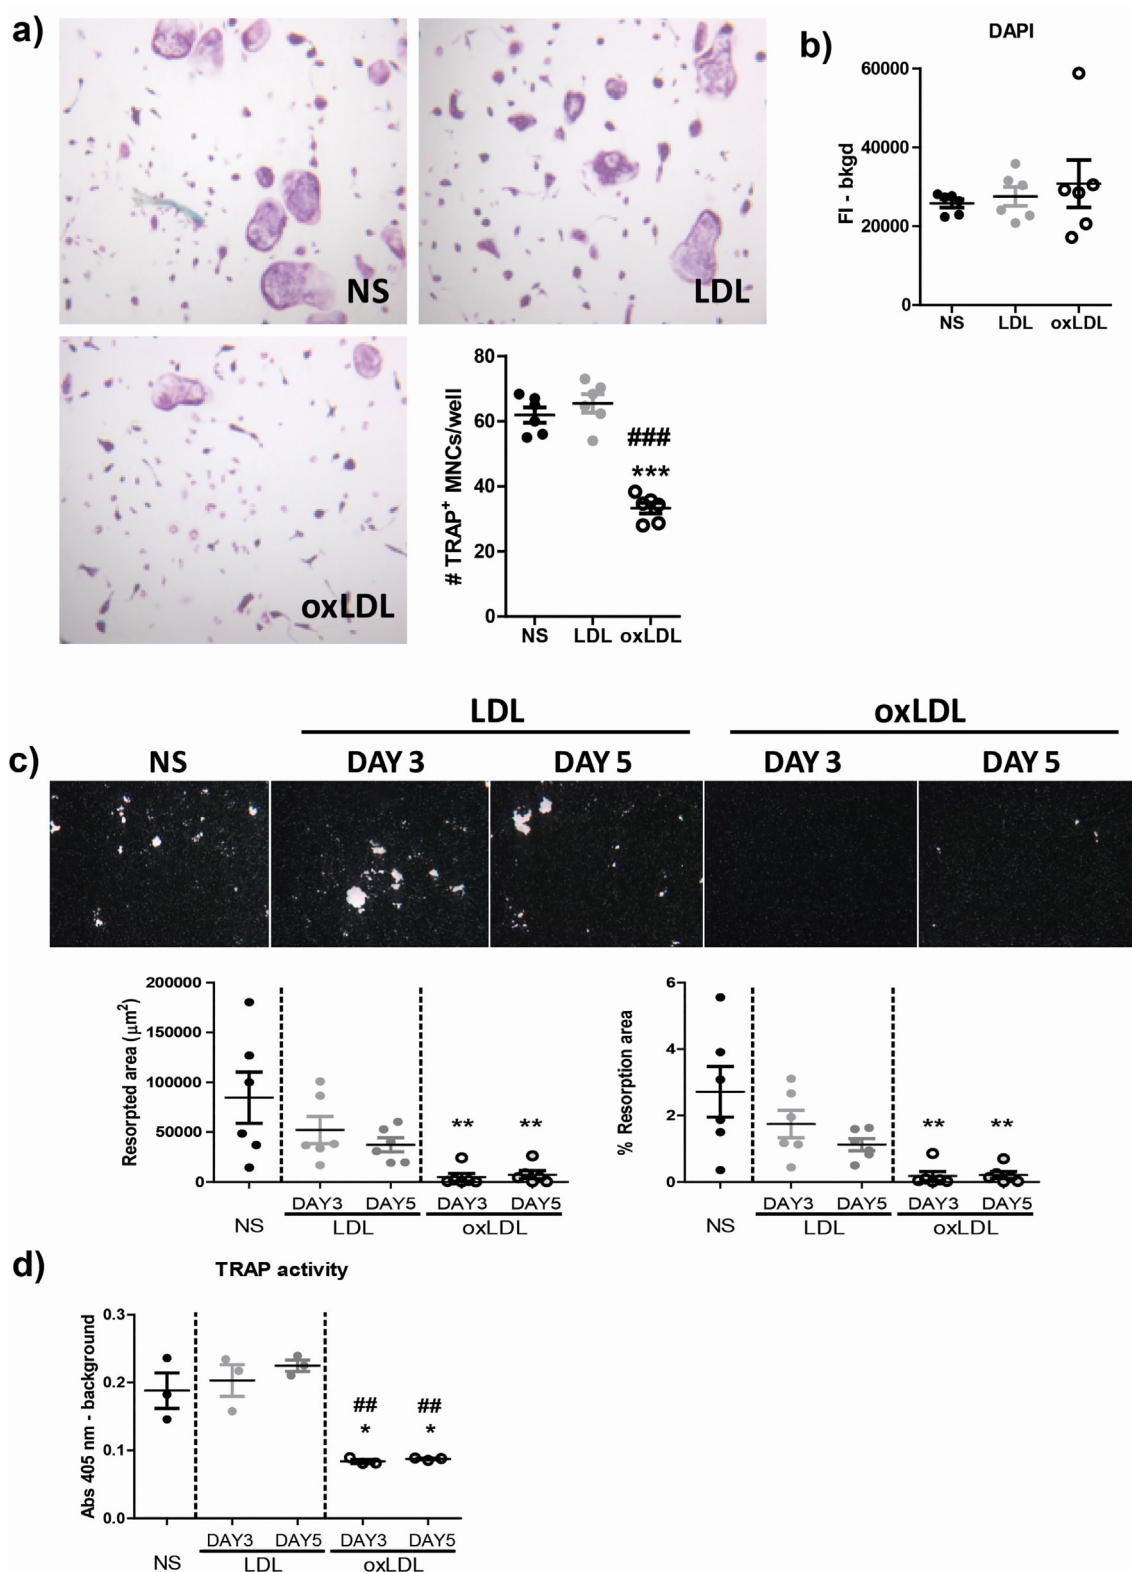 a)
NS
LDL
oxLDL
# TRAP+ MNCs/well
80
60
40
20
0
###
***
NS LDL oxLDL
b)
DAPI
FI - bkgd
60000
40000
20000
0
NS LDL oxLDL
LDL oxLDL
c)
NS DAY 3 DAY 5 DAY 3 DAY 5
Resorpted area (μm²)
200000
150000
100000
50000
0
** **
DAY3 DAY5 DAY3 DAY5
NS LDL oxLDL
% Resorption area
6
4
2
0
** **
DAY3 DAY5 DAY3 DAY5
NS LDL oxLDL
d)
TRAP activity
Abs 405 nm - background
0.3
0.2
0.1
0.0
## ##
* *
DAY3 DAY5 DAY3 DAY5
NS LDL oxLDL